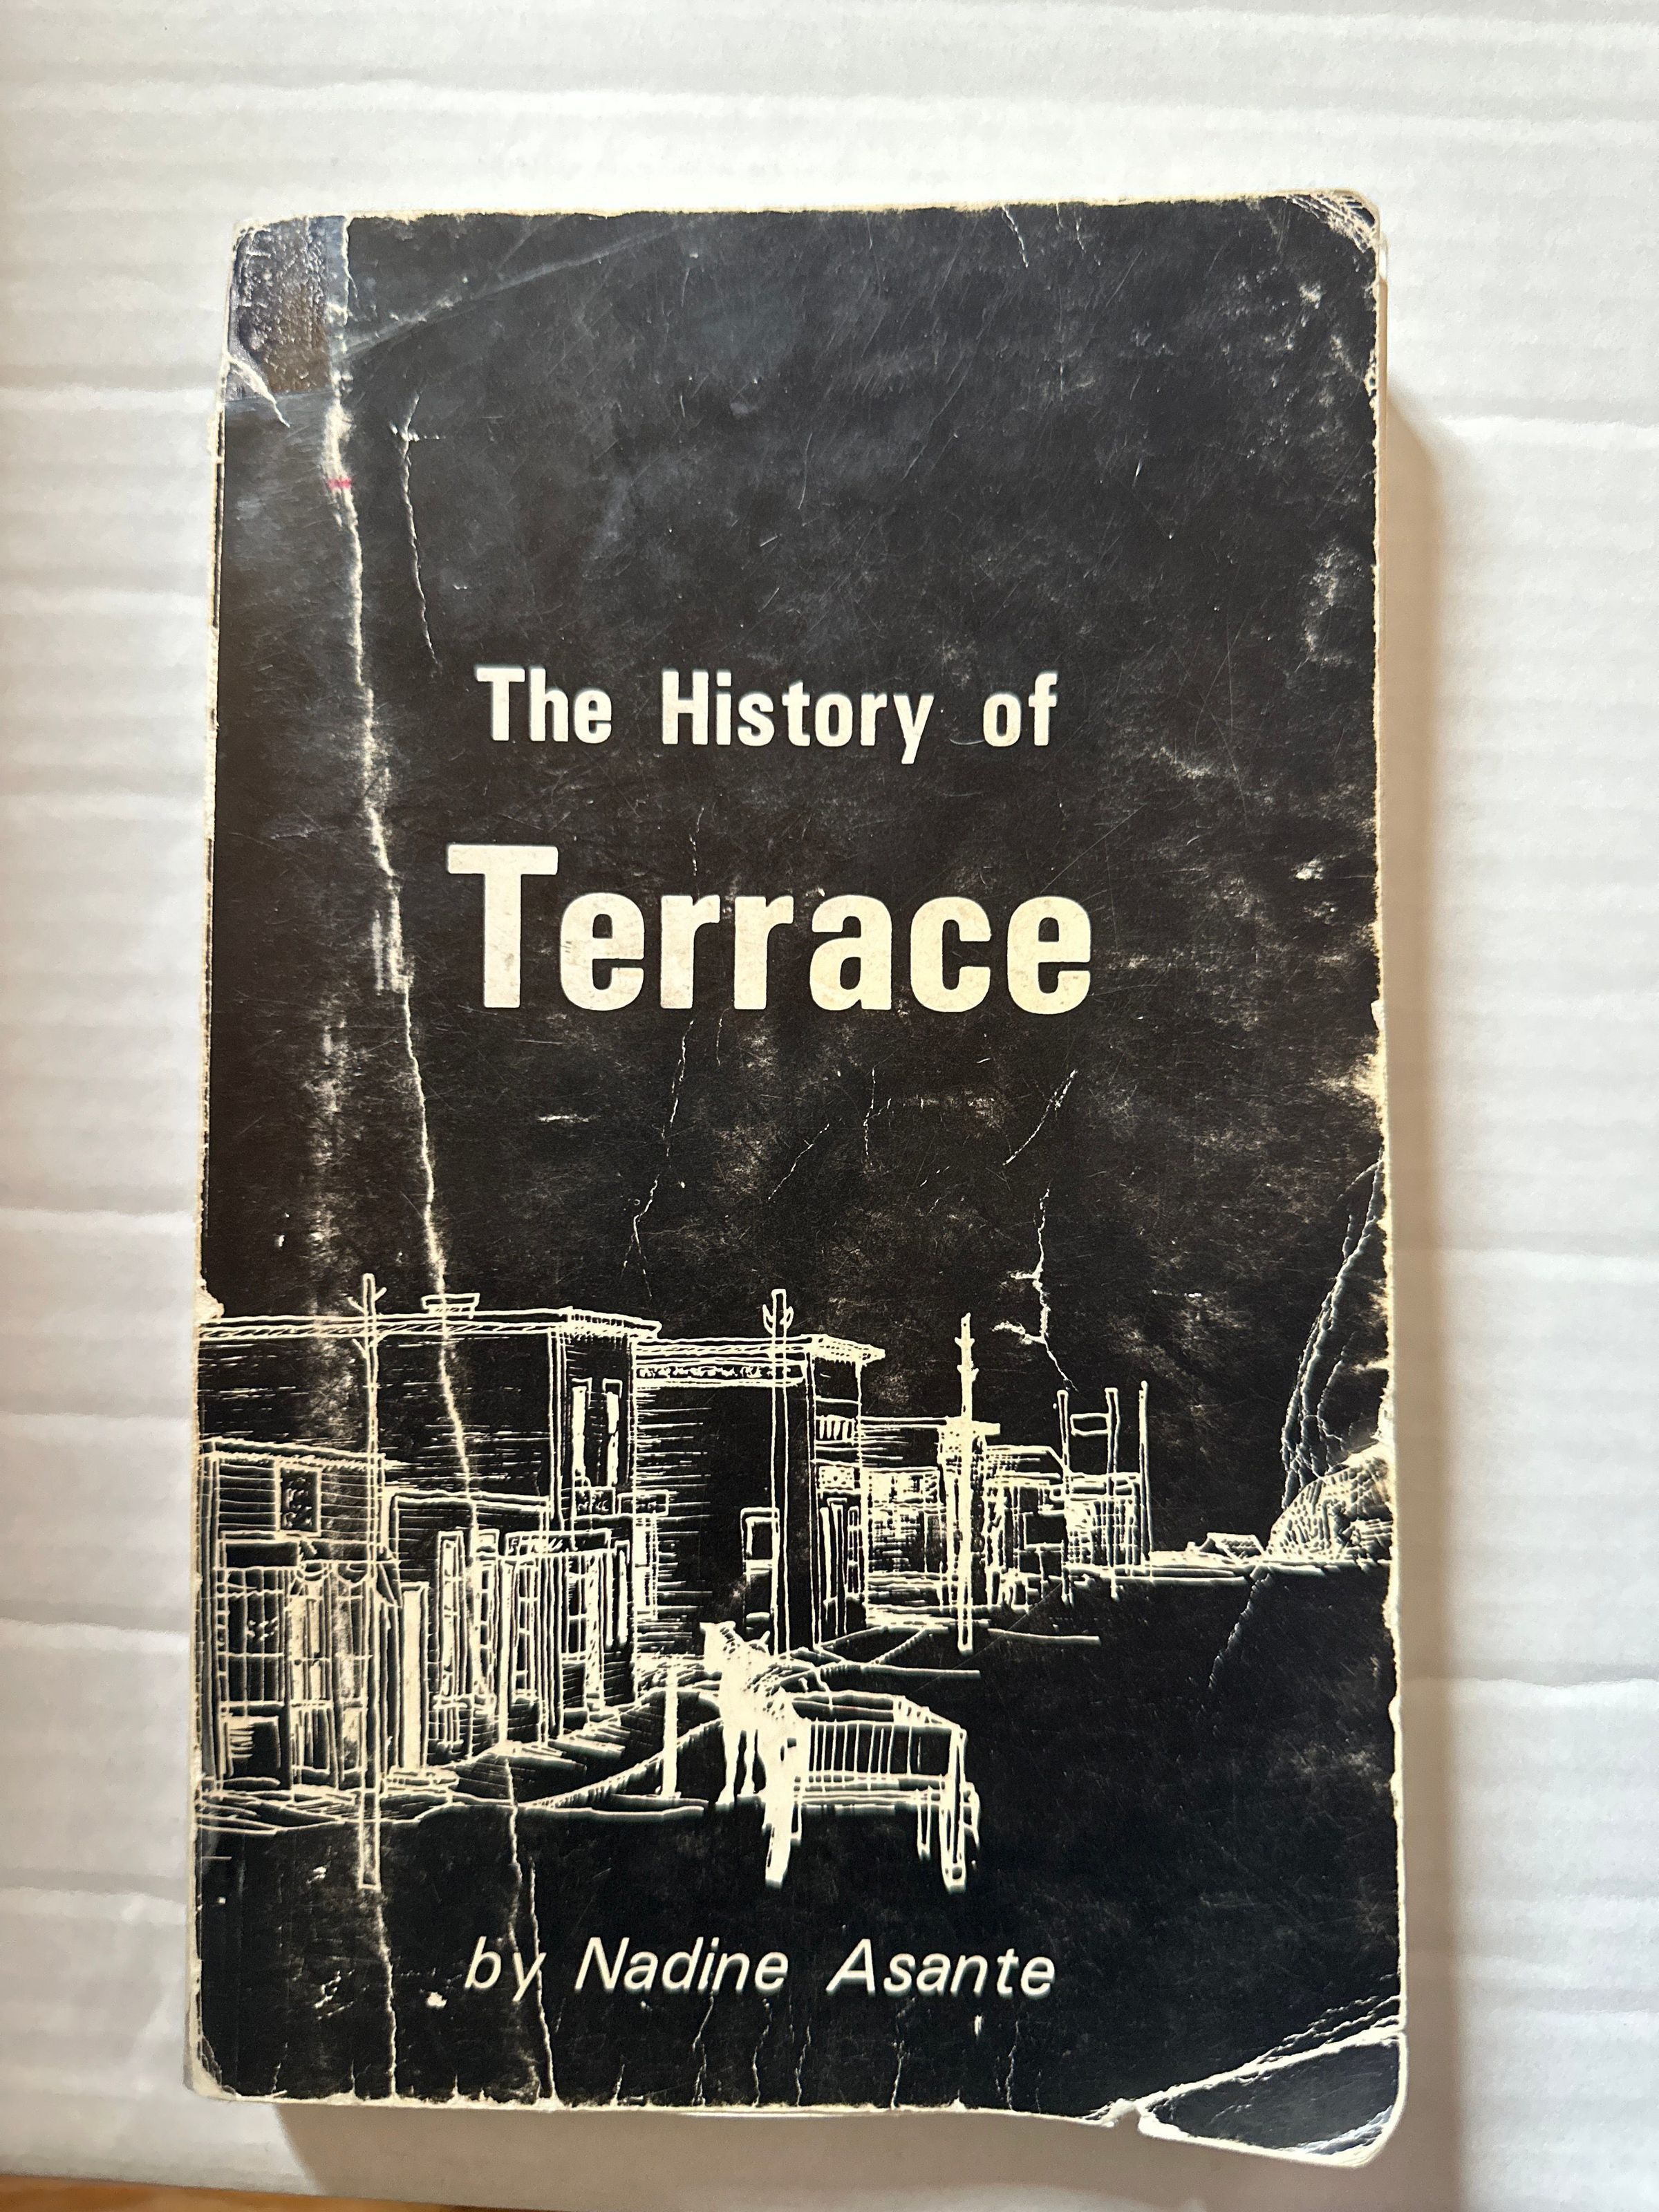 The History of
Terrace
by Nadine Asante